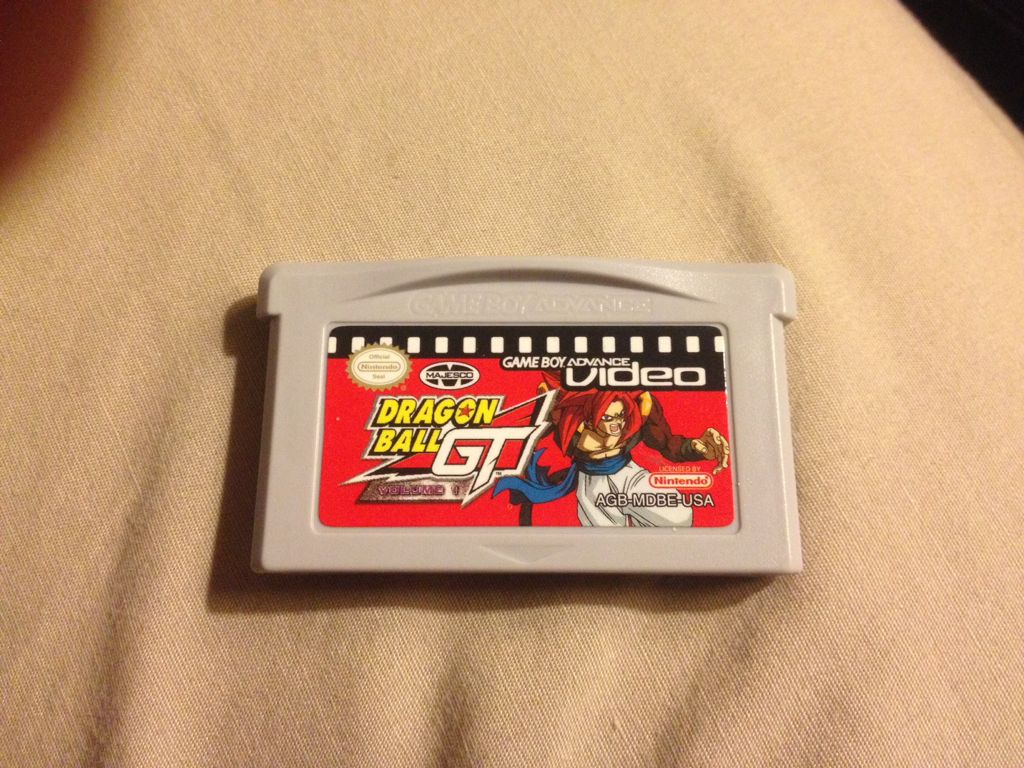 GAME BOY ADVANCE
Official
Nintendo
Seal
MAJESCO
GAME BOY ADVANCE
video
DRAGON
BALL
GT
TM
VOLUME 1
LICENSED BY
Nintendo
AGB-MDBE-USA